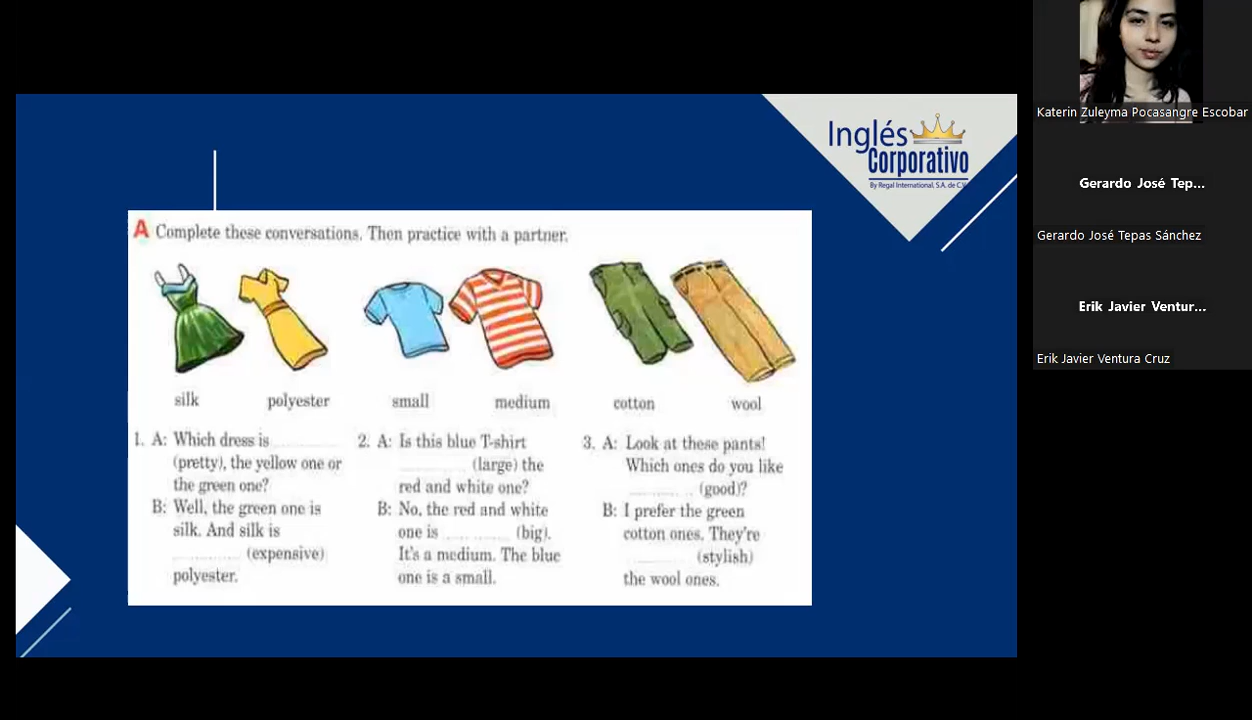 Inglés
Corporativo
By Regal International, S.A. de C.V.
A Complete these conversations. Then practice with a partner.
silk polyester small medium cotton wool
1. A: Which dress is
(pretty), the yellow one or
the green one?
B: Well, the green one is
silk. And silk is
(expensive)
polyester.
2. A: Is this blue T-shirt
(large) the
red and white one?
B: No, the red and white
one is (big).
It's a medium. The blue
one is a small.
3. A: Look at these pants!
Which ones do you like
(good)?
B: I prefer the green
cotton ones. They're
(stylish)
the wool ones.
Katerin Zuleyma Pocasangre Escobar
Gerardo José Tep...
Gerardo José Tepas Sánchez
Erik Javier Ventur...
Erik Javier Ventura Cruz